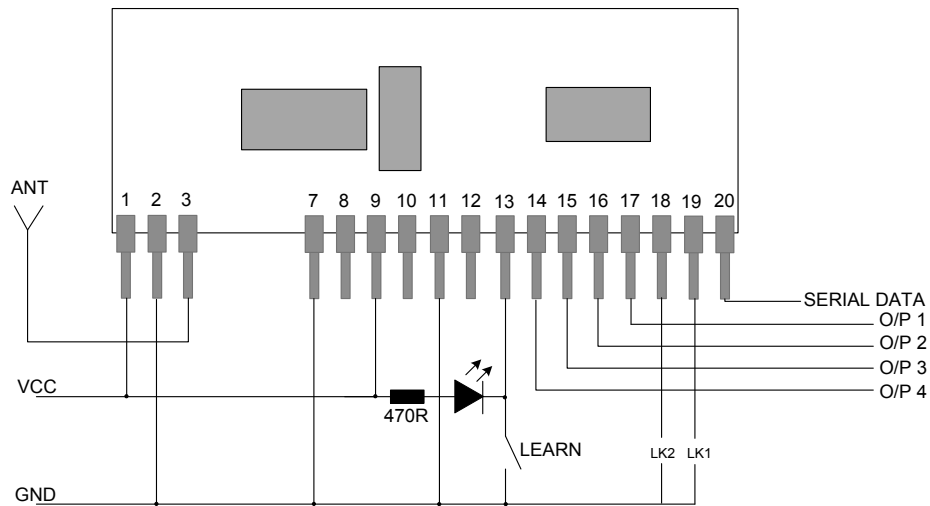 ANT
1 2 3 7 8 9 10 11 12 13 14 15 16 17 18 19 20
SERIAL DATA
O/P 1
O/P 2
O/P 3
O/P 4
VCC
470R
LEARN
LK2 LK1
GND